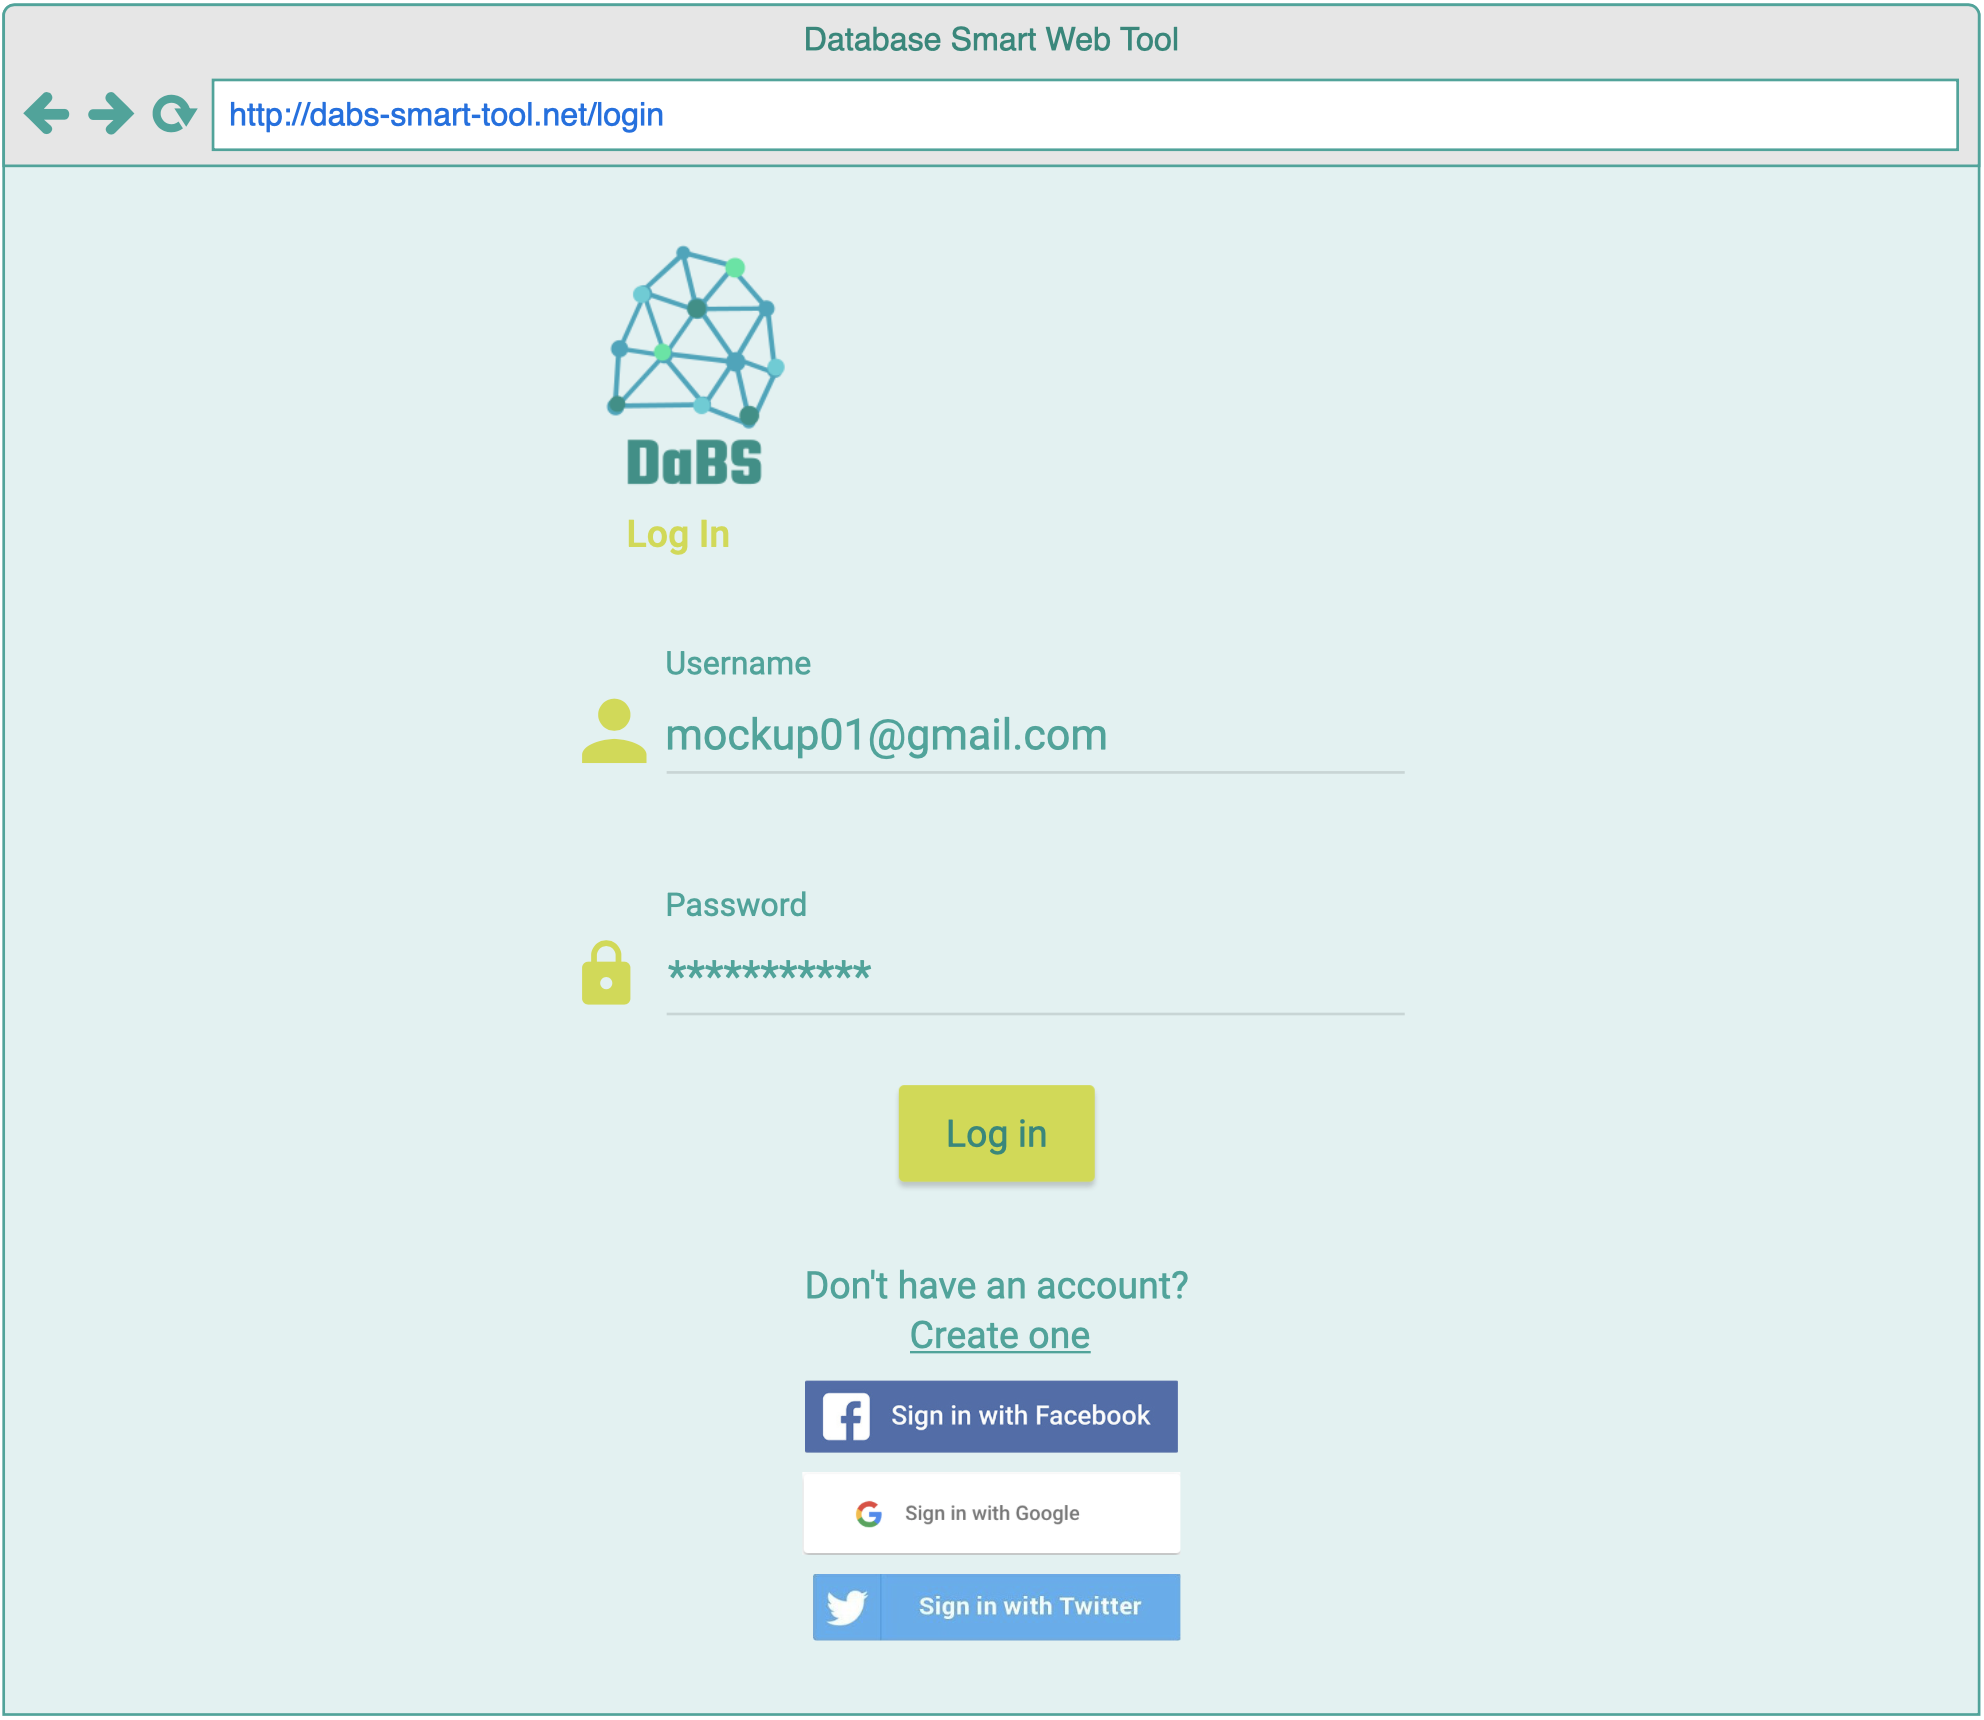 Database Smart Web Tool
http://dabs-smart-tool.net/login
DaBS
Log In
Username
mockup01@gmail.com
Password
***********
Log in
Don't have an account?
Create one
Sign in with Facebook
Sign in with Google
Sign in with Twitter